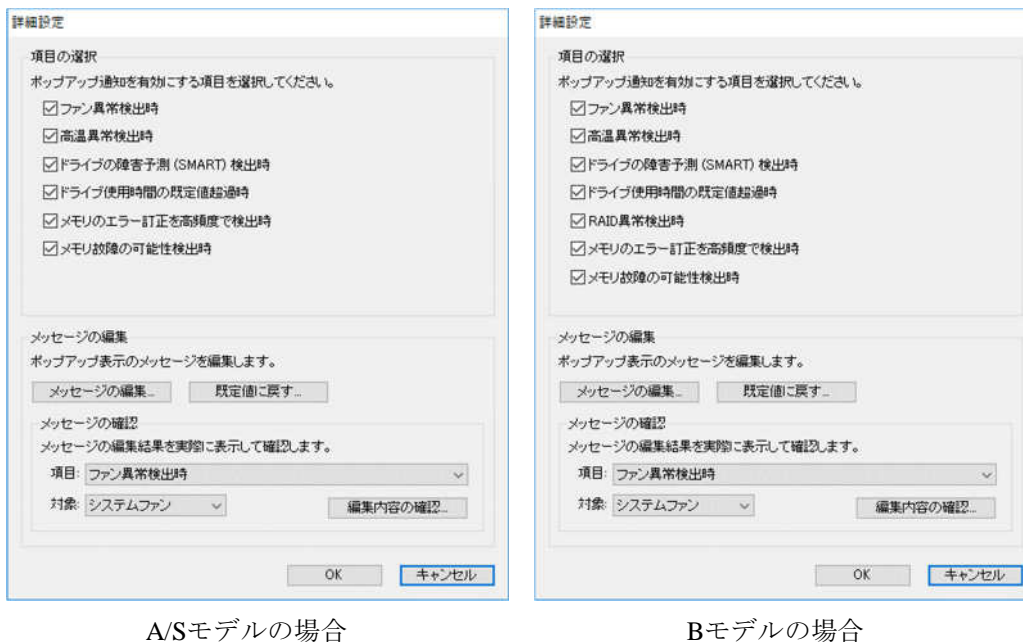 詳細設定
項目の選択
ポップアップ通知を有効にする項目を選択してください。
ファン異常検出時
高温異常検出時
ドライブの障害予測 (SMART) 検出時
ドライブ使用時間の既定値超過時
メモリのエラー訂正を高頻度で検出時
メモリ故障の可能性検出時
メッセージの編集
ポップアップ表示のメッセージを編集します。
メッセージの編集... 既定値に戻す...
メッセージの確認
メッセージの編集結果を実際に表示して確認します。
項目: ファン異常検出時
対象: システムファン 編集内容の確認...
OK キャンセル
A/Sモデルの場合
詳細設定
項目の選択
ポップアップ通知を有効にする項目を選択してください。
ファン異常検出時
高温異常検出時
ドライブの障害予測 (SMART) 検出時
ドライブ使用時間の既定値超過時
RAID異常検出時
メモリのエラー訂正を高頻度で検出時
メモリ故障の可能性検出時
メッセージの編集
ポップアップ表示のメッセージを編集します。
メッセージの編集... 既定値に戻す...
メッセージの確認
メッセージの編集結果を実際に表示して確認します。
項目: ファン異常検出時
対象: システムファン 編集内容の確認...
OK キャンセル
Bモデルの場合